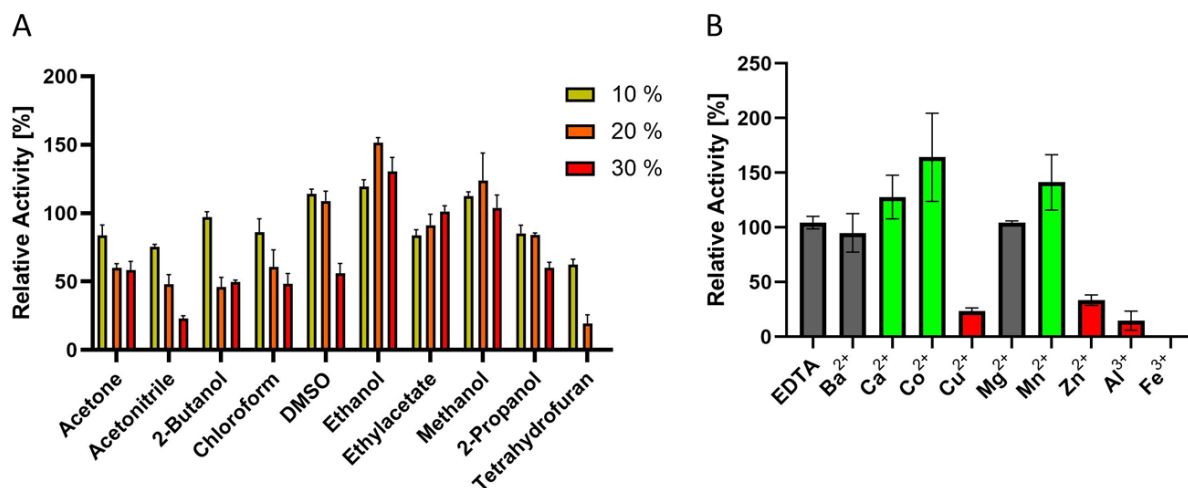 A
Relative Activity [%]
200
150
100
50
0
10 %
20 %
30 %
Acetone
Acetonitrile
2-Butanol
Chloroform
DMSO
Ethanol
Ethylacetate
Methanol
2-Propanol
Tetrahydrofuran
B
Relative Activity [%]
250
200
150
100
50
0
EDTA
Ba²⁺
Ca²⁺
Co²⁺
Cu²⁺
Mg²⁺
Mn²⁺
Zn²⁺
Al³⁺
Fe³⁺